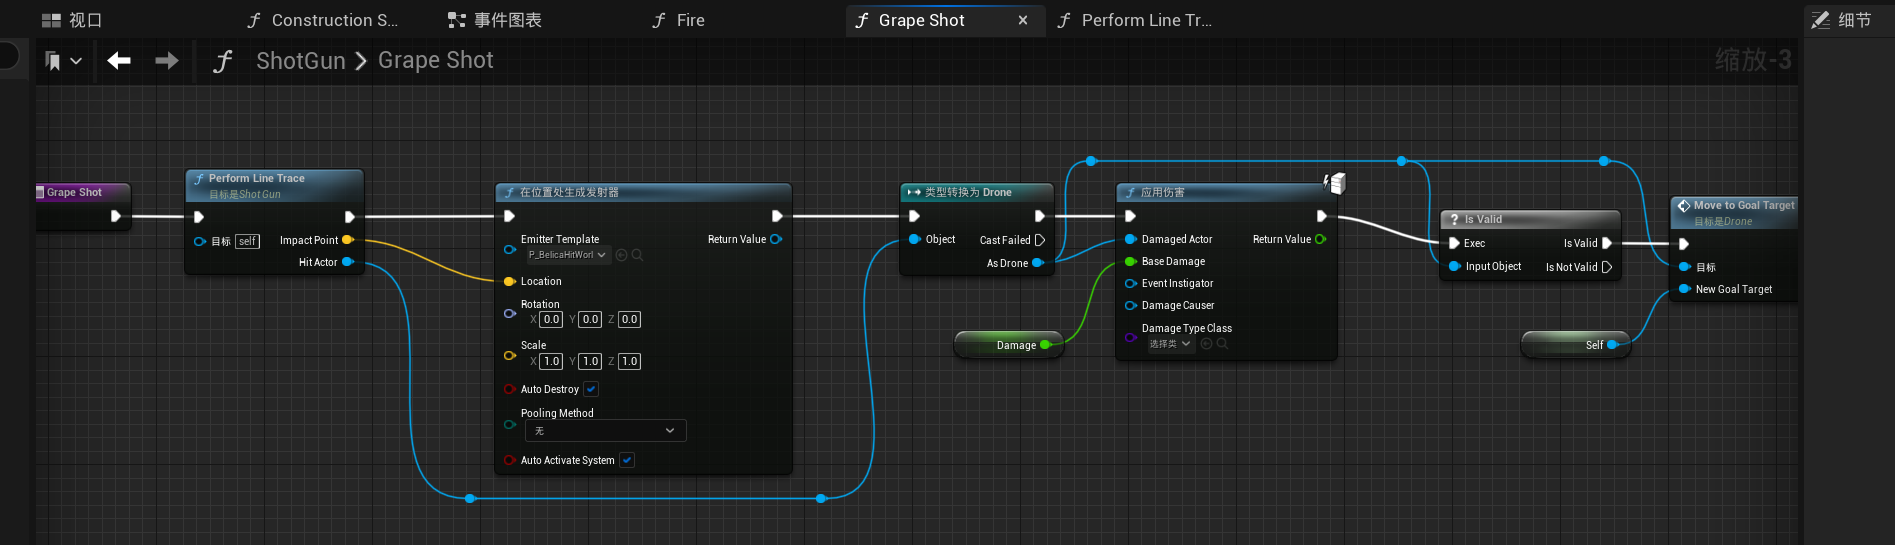 视口
Construction S...
事件图表
Fire
Grape Shot
Perform Line Tr...
细节
ShotGun
Grape Shot
缩放-3
Grape Shot
Perform Line Trace
目标是Shot Gun
目标
self
Impact Point
Hit Actor
在位置处生成发射器
Emitter Template
P_BelicaHitWorl
Return Value
Location
Rotation
X 0.0 Y 0.0 Z 0.0
Scale
X 1.0 Y 1.0 Z 1.0
Auto Destroy
Pooling Method
无
Auto Activate System
类型转换为 Drone
Object
Cast Failed
As Drone
Damage
应用伤害
Damaged Actor
Return Value
Base Damage
Event Instigator
Damage Causer
Damage Type Class
选择类
? Is Valid
Exec
Is Valid
Input Object
Is Not Valid
Self
Move to Goal Target
目标是Drone
目标
New Goal Target